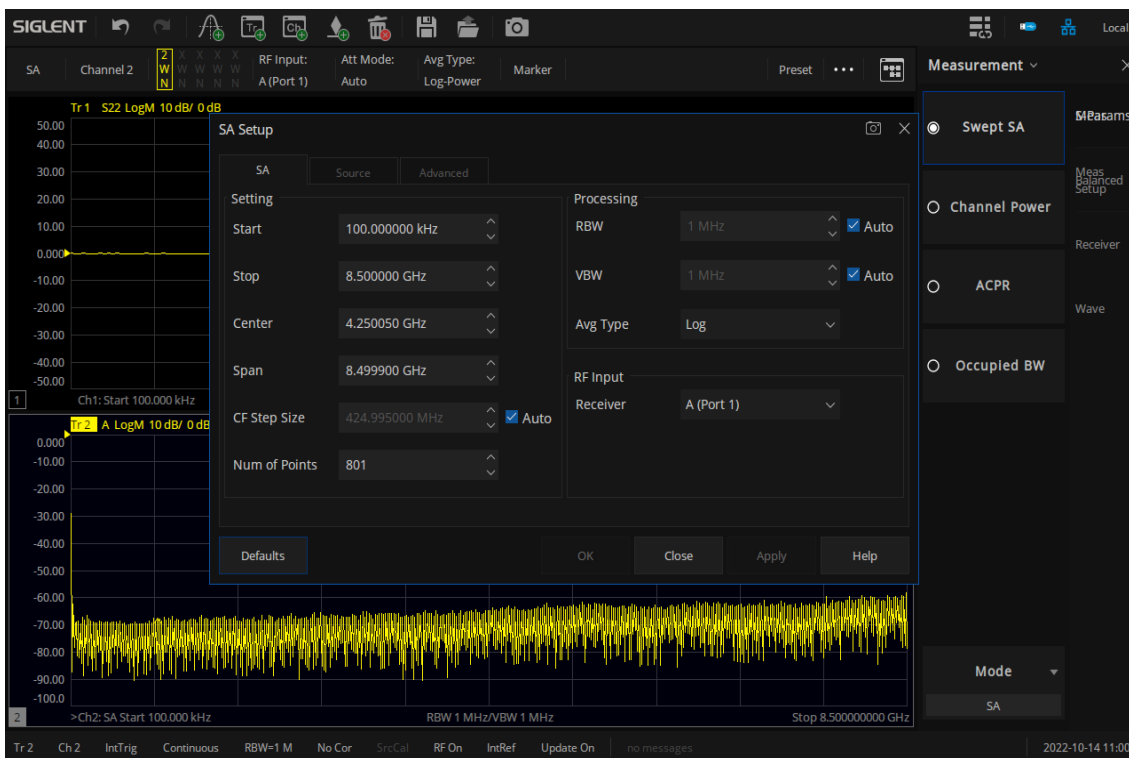 SIGLENT Tr Ch Local
SA Channel 2 2 X X X X RF Input: Att Mode: Avg Type: Marker Preset ••• Measurement
W W W W W
N N N N N A (Port 1) Auto Log-Power
Tr 1 S22 LogM 10 dB/ 0 dB
50.00
40.00
30.00
20.00
10.00
0.000
-10.00
-20.00
-30.00
-40.00
-50.00
1 Ch1: Start 100.000 kHz
Tr 2 A LogM 10 dB/ 0 dB
0.000
-10.00
-20.00
-30.00
-40.00
-50.00
-60.00
-70.00
-80.00
-90.00
-100.0
2 >Ch2: SA Start 100.000 kHz RBW 1 MHz/VBW 1 MHz Stop 8.500000000 GHz
SA Setup
SA Source Advanced
Setting
Start 100.000000 kHz
Stop 8.500000 GHz
Center 4.250050 GHz
Span 8.499900 GHz
CF Step Size 424.995000 MHz Auto
Num of Points 801
Processing
RBW 1 MHz Auto
VBW 1 MHz Auto
Avg Type Log
RF Input
Receiver A (Port 1)
Defaults OK Close Apply Help
Swept SA
Channel Power
ACPR
Occupied BW
Mode
SA
Meas
Balanced
Setup
Receiver
Wave
Tr 2 Ch 2 IntTrig Continuous RBW=1 M No Cor SrcCal RF On IntRef Update On no messages 2022-10-14 11:00